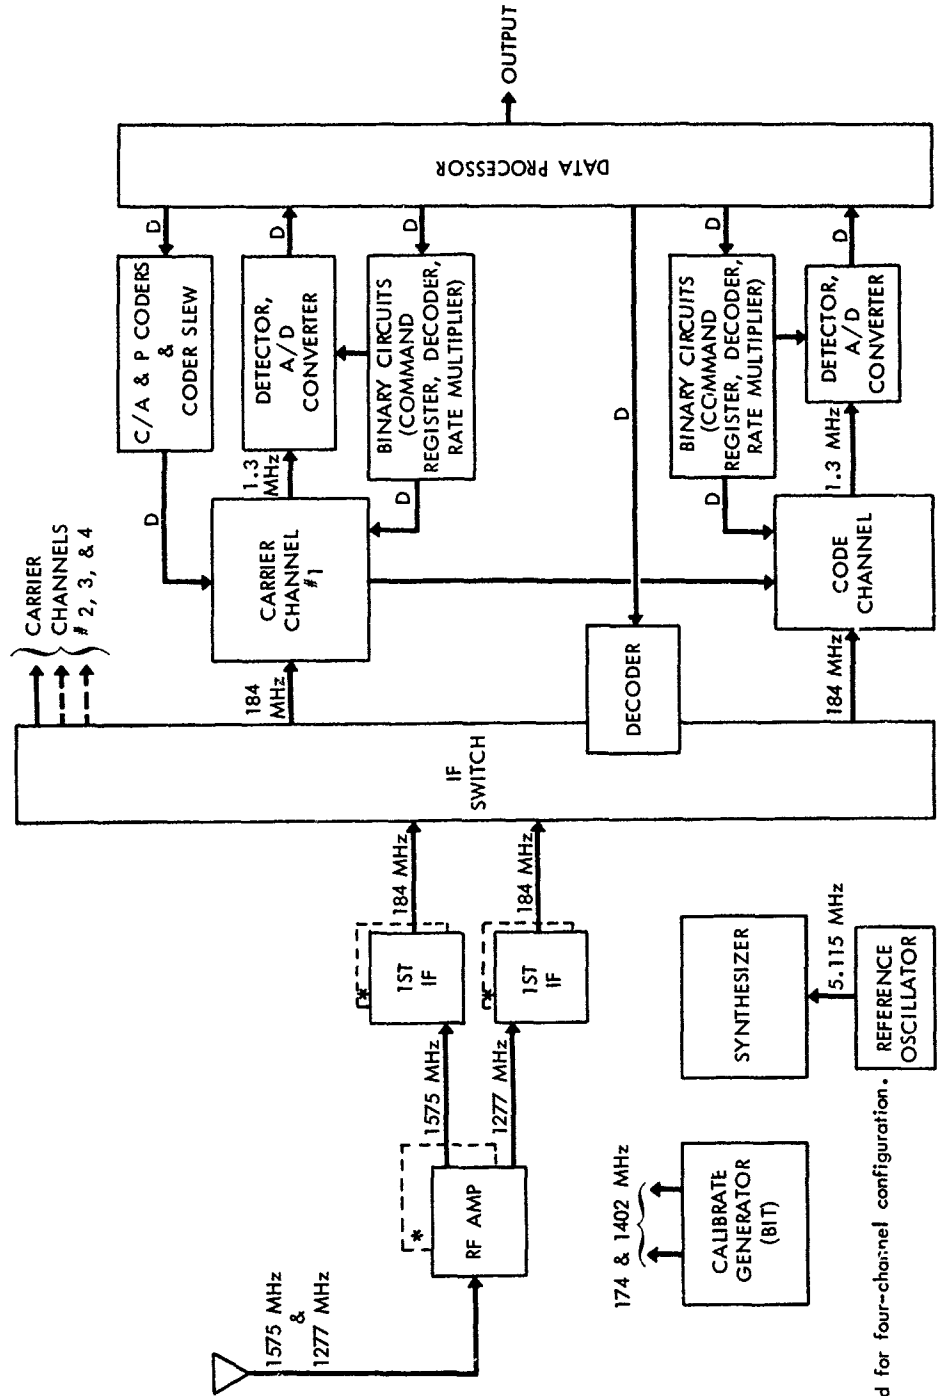 1575 MHz
&
1277 MHz
*
RF AMP
1575 MHz
1277 MHz
*
1ST
IF
184 MHz
*
1ST
IF
184 MHz
IF
SWITCH
CARRIER
CHANNELS
# 2, 3, & 4
184
MHz
CARRIER
CHANNEL
#1
D
C/A & P CODERS
&
CODER SLEW
D
1.3
MHz
DETECTOR,
A/D
CONVERTER
D
D
BINARY CIRCUITS
(COMMAND
REGISTER, DECODER,
RATE MULTIPLIER)
D
DECODER
D
184 MHz
CODE
CHANNEL
D
BINARY CIRCUITS
(COMMAND
REGISTER, DECODER,
RATE MULTIPLIER)
D
1.3 MHz
DETECTOR,
A/D
CONVERTER
D
DATA PROCESSOR
OUTPUT
174 & 1402 MHz
CALIBRATE
GENERATOR
(BIT)
SYNTHESIZER
5.115 MHz
REFERENCE
OSCILLATOR
for four-channel configuration.